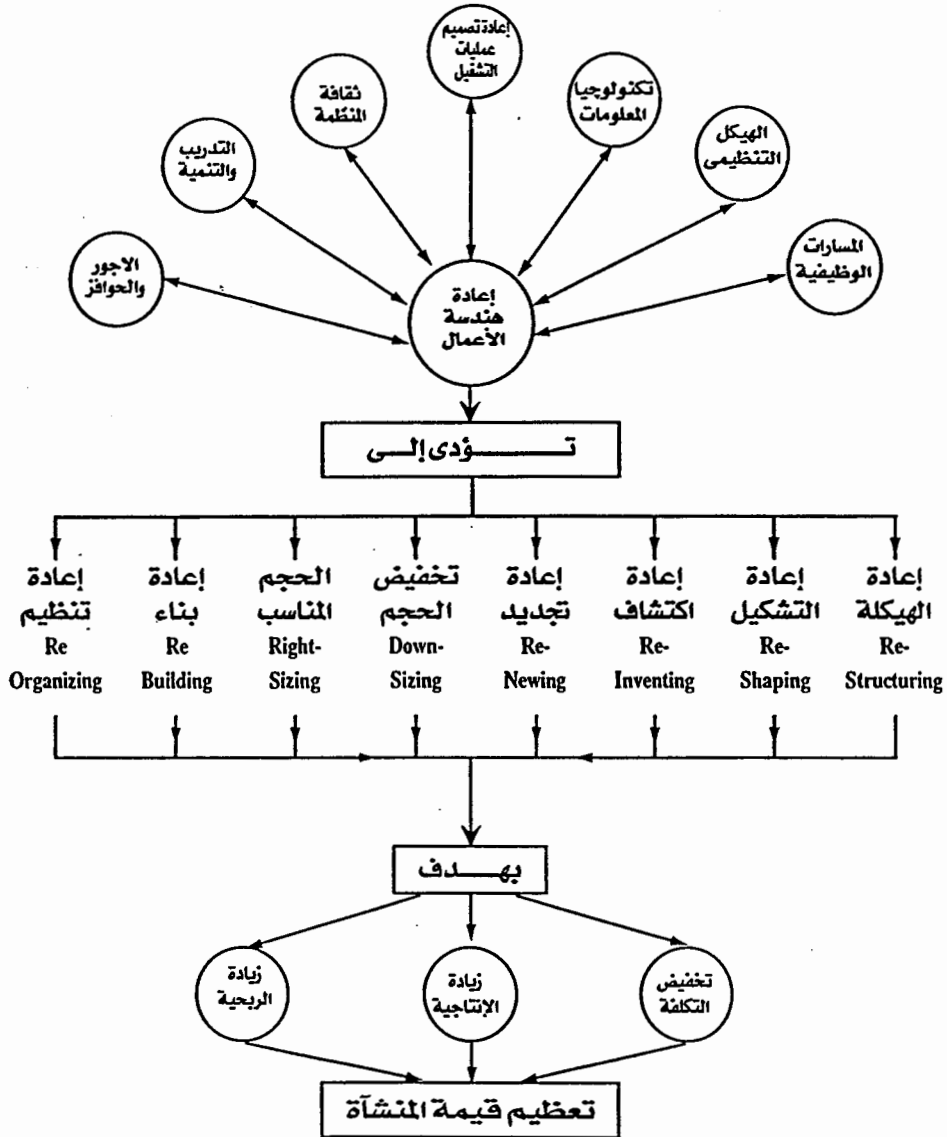 إعادة تصميم
عمليات
التشغيل
ثقافة
المنظمة
تكنولوجيا
المعلومات
التدريب
والتنمية
الهيكل
التنظيمى
الاجور
والحوافز
المسارات
الوظيفية
إعادة
هندسة
الأعمال
تــــؤدى إلــى
إعادة
الهيكلة
Re-
Structuring
إعادة
التشكيل
Re-
Shaping
إعادة
اكتشاف
Re-
Inventing
إعادة
تجديد
Re-
Newing
تخفيض
الحجم
Down-
Sizing
الحجم
المناسب
Right-
Sizing
إعادة
بناء
Re
Building
إعادة
تنظيم
Re
Organizing
بهــــدف
تخفيض
التكلفة
زيادة
الإنتاجية
زيادة
الربحية
تعظيم قيمة المنشآة